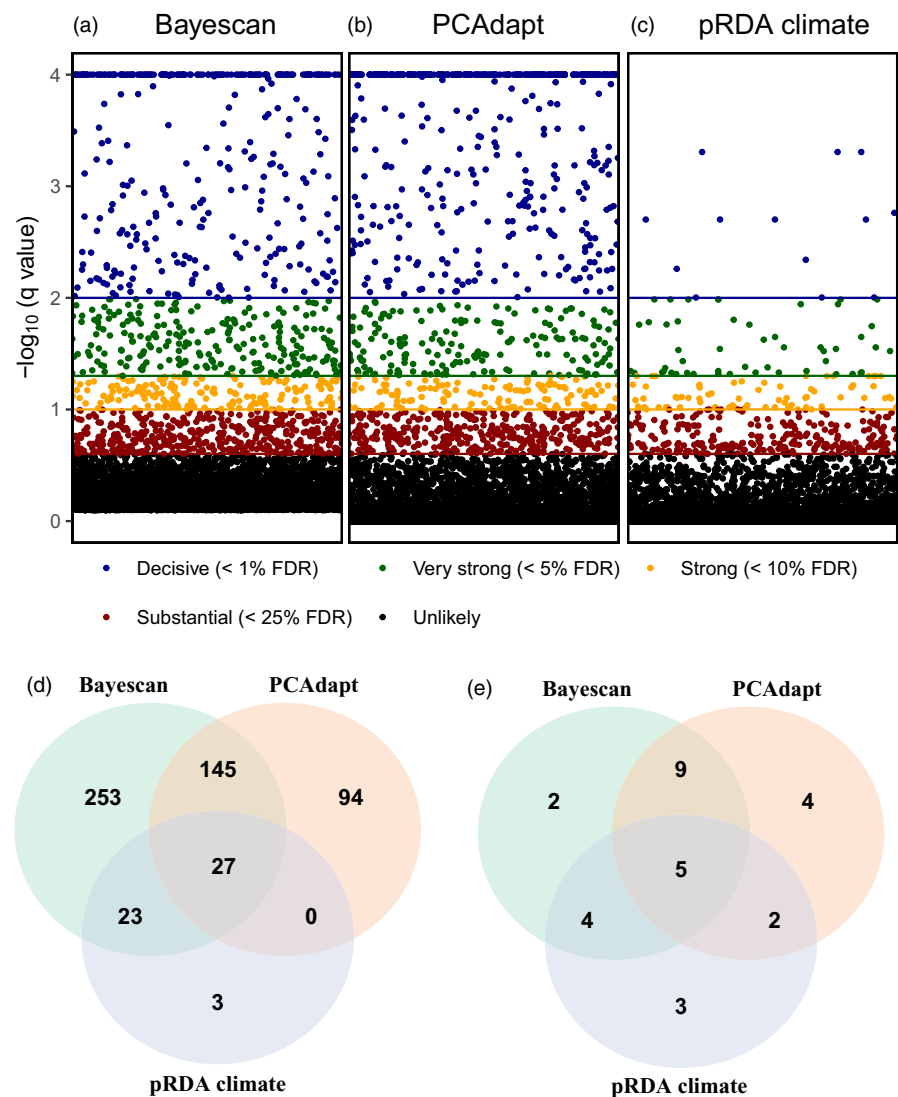 (a) Bayescan (b) PCAdapt (c) pRDA climate
4
3
2
1
0
−log10 (q value)
Decisive (< 1% FDR) Very strong (< 5% FDR) Strong (< 10% FDR)
Substantial (< 25% FDR) Unlikely
(d) Bayescan PCAdapt
253 145 94
27
23 0
3
pRDA climate
(e) Bayescan PCAdapt
2 9 4
5
4 2
3
pRDA climate